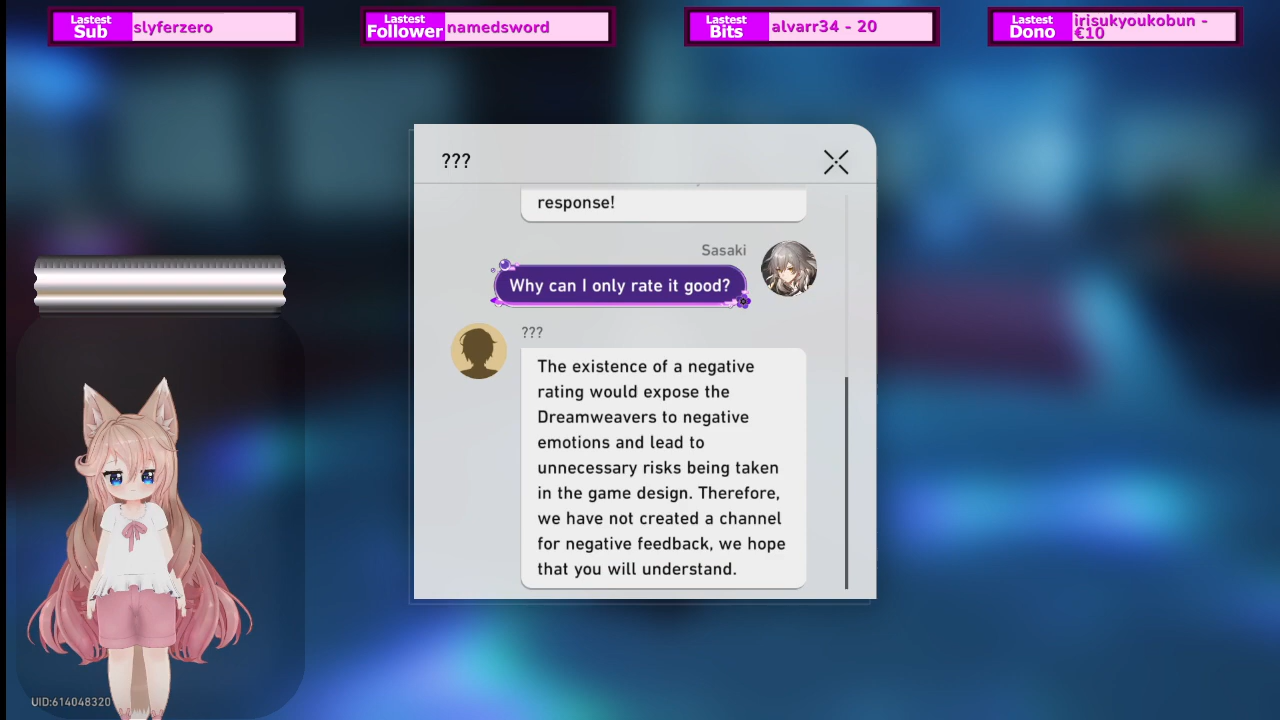 Lastest
Sub
slyferzero
Lastest
Follower
namedsword
Lastest
Bits
alvarr34 - 20
Lastest
Dono
irisukyoukobun -
€10
???
response!
Sasaki
Why can I only rate it good?
???
The existence of a negative
rating would expose the
Dreamweavers to negative
emotions and lead to
unnecessary risks being taken
in the game design. Therefore,
we have not created a channel
for negative feedback, we hope
that you will understand.
UID:614048320